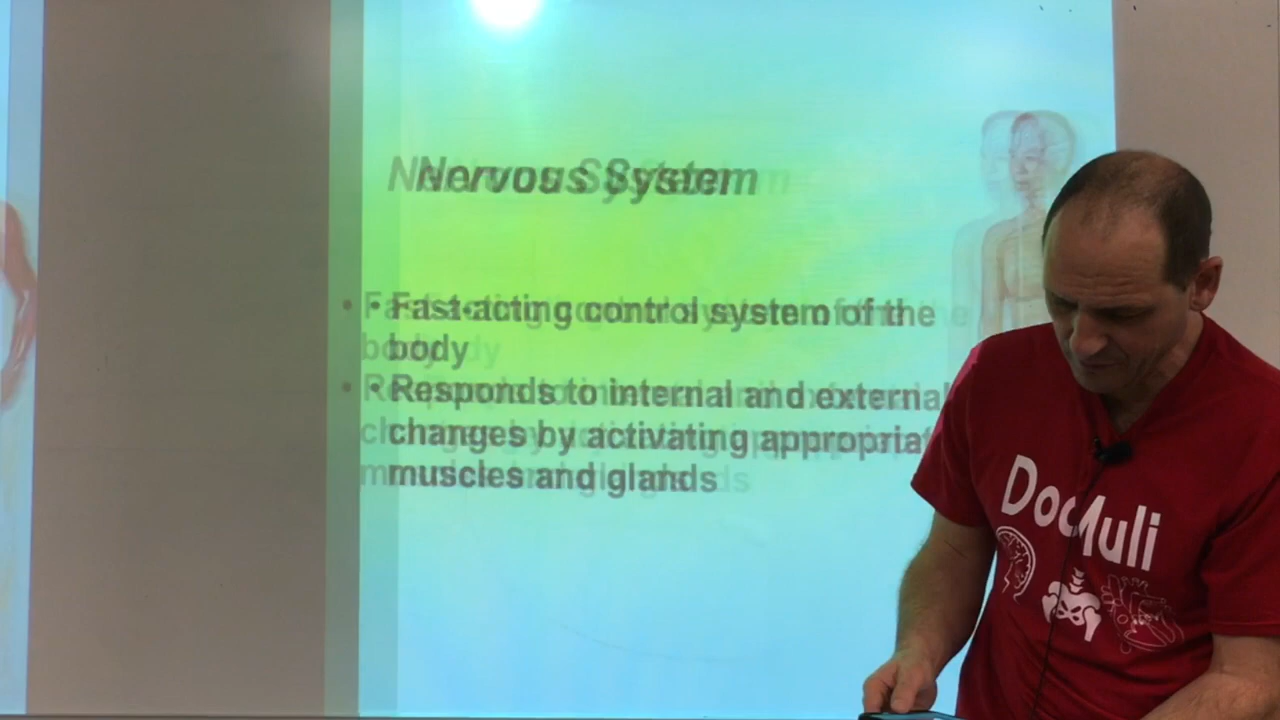 Nervous System
• Fast-acting control system of the
body
• Responds to internal and external
changes by activating appropriat
muscles and glands
DocMuli